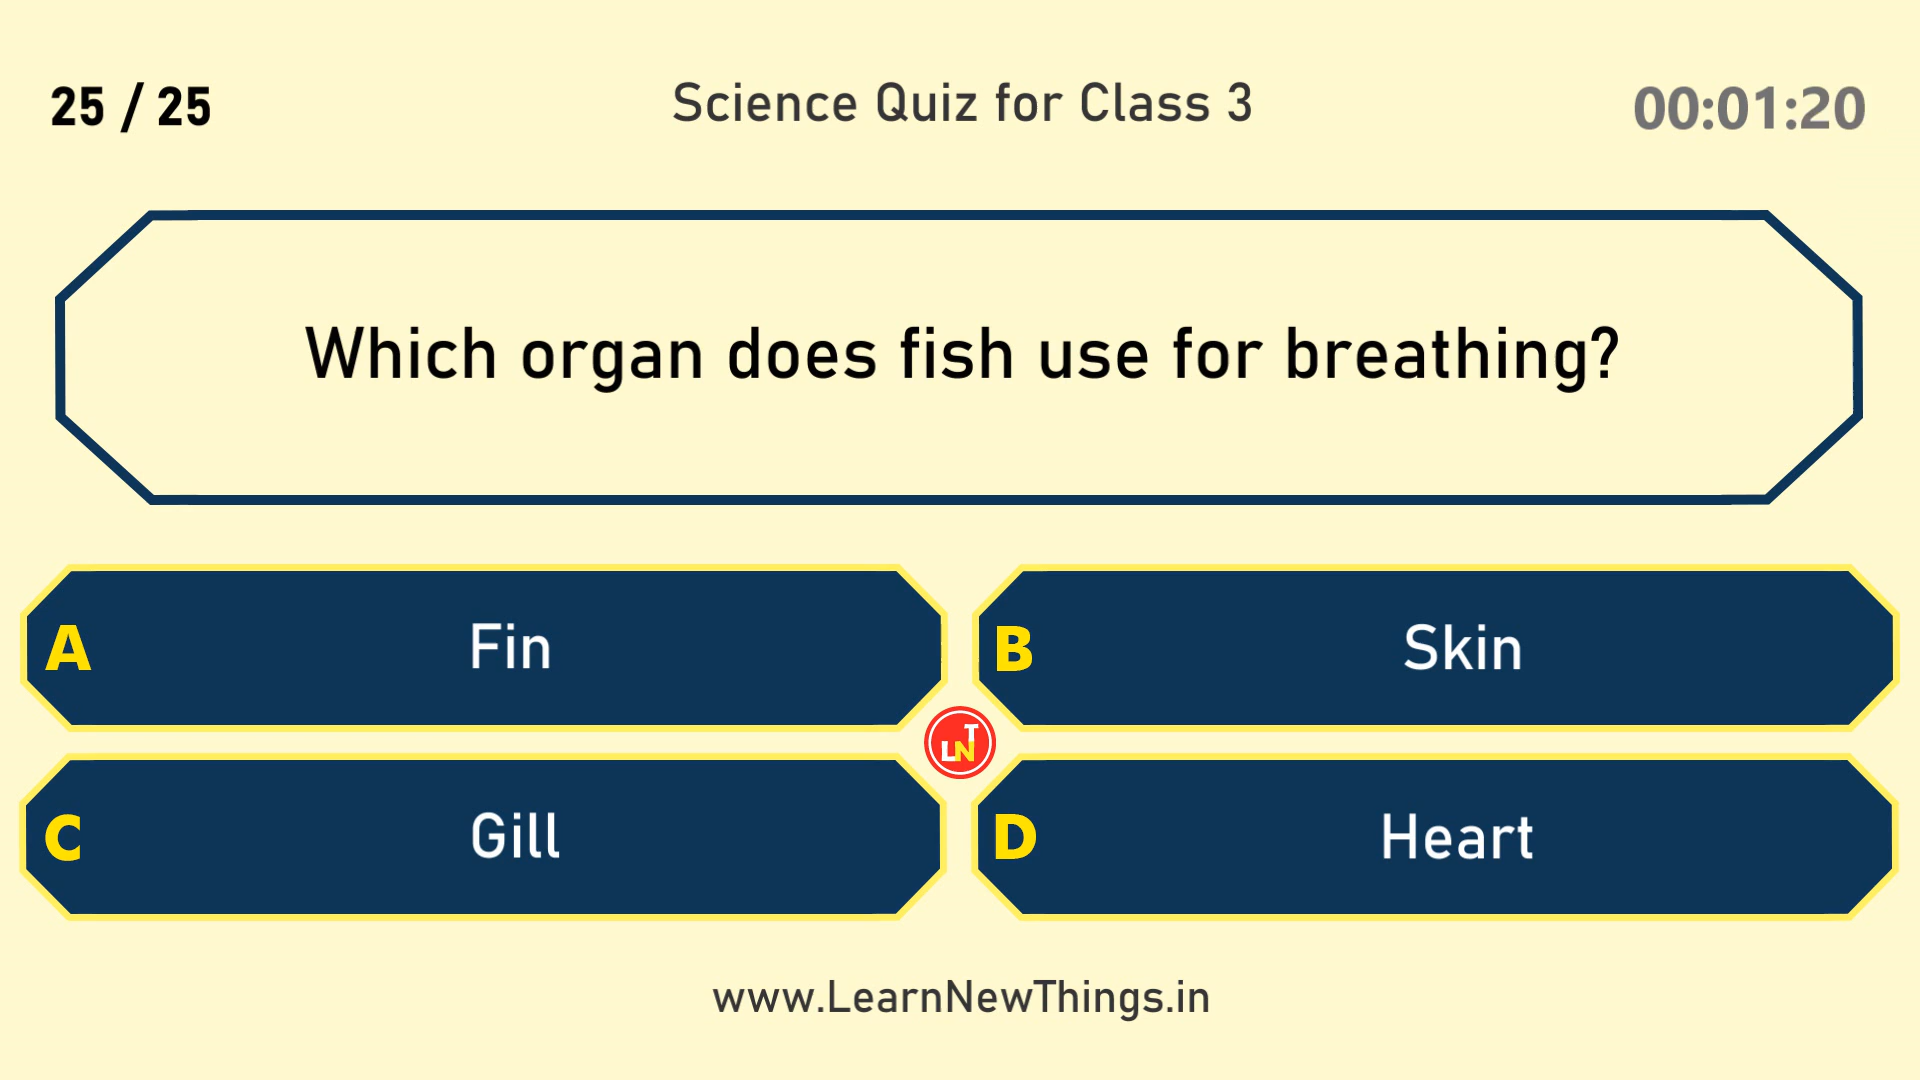 25 / 25
Science Quiz for Class 3
00:01:20
Which organ does fish use for breathing?
A Fin
B Skin
LNT
C Gill
D Heart
www.LearnNewThings.in